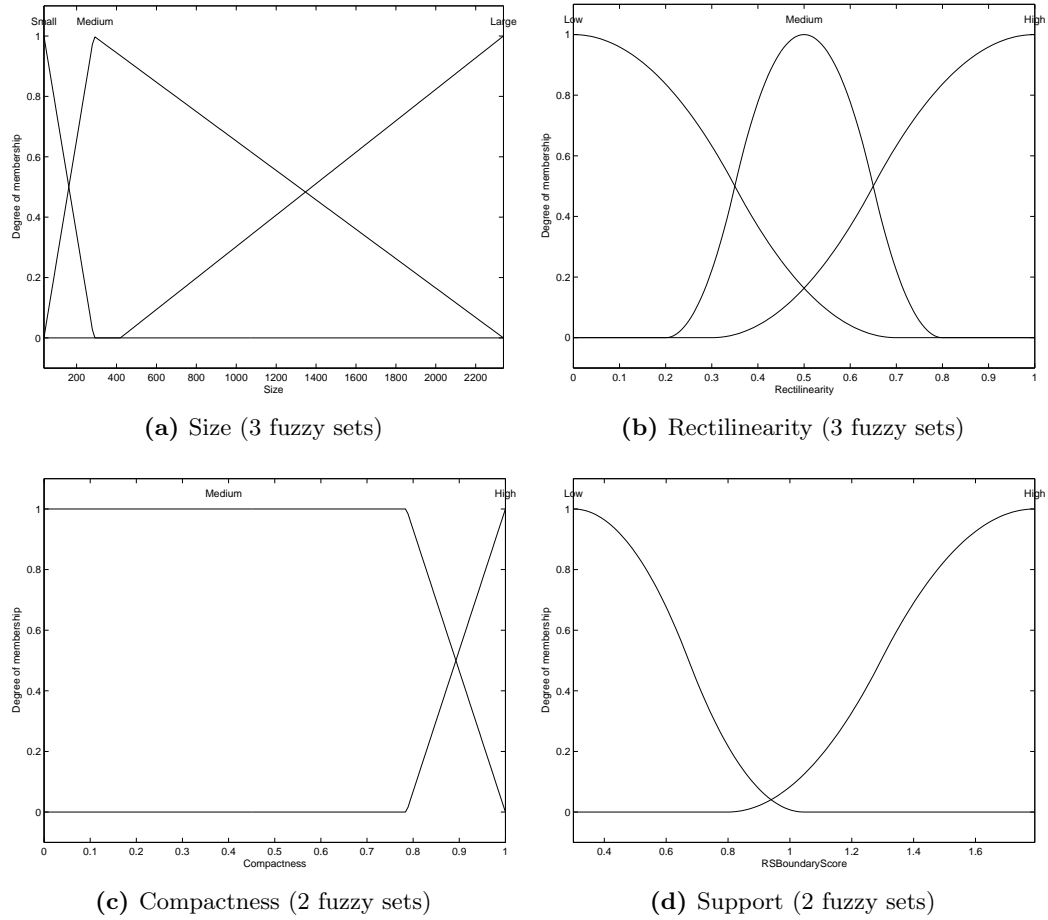 Small Medium Large
1
0.8
0.6
0.4
0.2
0
Degree of membership
200 400 600 800 1000 1200 1400 1600 1800 2000 2200
Size
(a) Size (3 fuzzy sets)
Low Medium High
1
0.8
0.6
0.4
0.2
0
Degree of membership
0 0.1 0.2 0.3 0.4 0.5 0.6 0.7 0.8 0.9 1
Rectilinearity
(b) Rectilinearity (3 fuzzy sets)
Medium High
1
0.8
0.6
0.4
0.2
0
Degree of membership
0 0.1 0.2 0.3 0.4 0.5 0.6 0.7 0.8 0.9 1
Compactness
(c) Compactness (2 fuzzy sets)
Low High
1
0.8
0.6
0.4
0.2
0
Degree of membership
0.4 0.6 0.8 1 1.2 1.4 1.6
RSBoundaryScore
(d) Support (2 fuzzy sets)